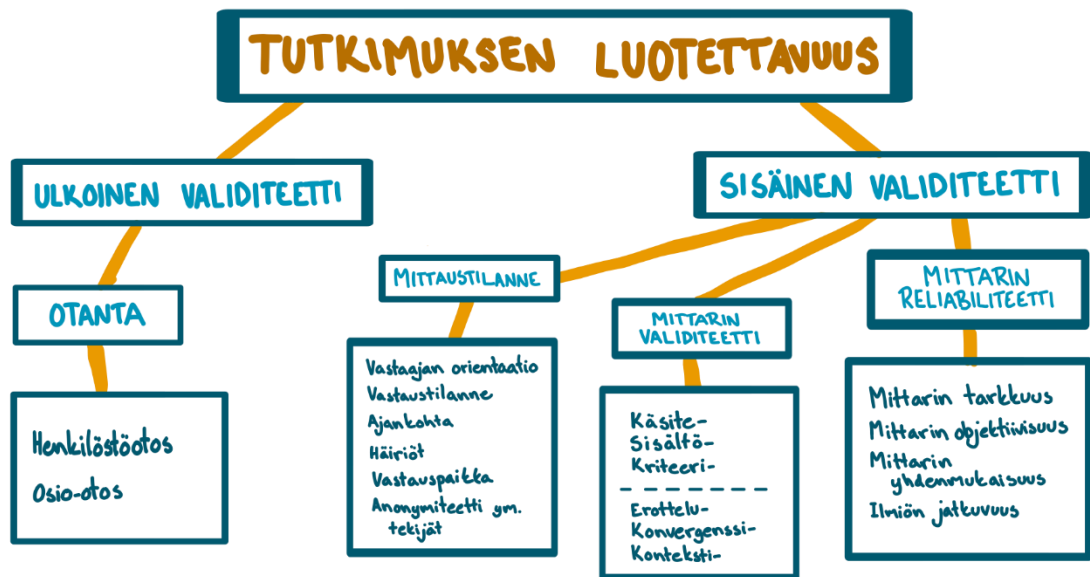 TUTKIMUKSEN LUOTETTAVUUS
ULKOINEN VALIDITEETTI
OTANTA
Henkilöstöotos
Osio-otos
SISÄINEN VALIDITEETTI
MITTAUSTILANNE
Vastaajan orientaatio
Vastaustilanne
Ajankohta
Häiriöt
Vastauspaikka
Anonymiteetti ym.
tekijät
MITTARIN
VALIDITEETTI
Käsite-
Sisältö-
Kriteeri-
Erottelu-
Konvergenssi-
Konteksti-
MITTARIN
RELIABILITEETTI
Mittarin tarkkuus
Mittarin objektiivisuus
Mittarin
yhdenmukaisuus
Ilmiön jatkuvuus